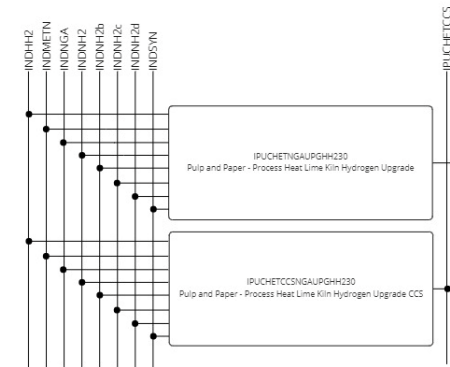 INDHH2
INDMETN
INDNGA
INDNH2
INDNH2b
INDNH2c
INDNH2d
INDSYN
IPUCHETCCS
IPUCHETNGAUPGHH230
Pulp and Paper - Process Heat Lime Kiln Hydrogen Upgrade
IPUCHETCCSNGAUPGHH230
Pulp and Paper - Process Heat Lime Kiln Hydrogen Upgrade CCS